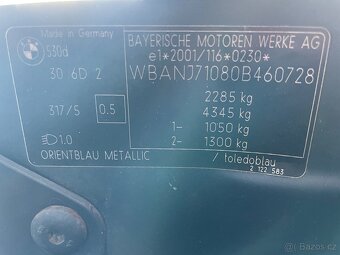 Made in Germany
BAYERISCHE MOTOREN WERKE AG
e1*2001/116*0230*
530d
WBANJ71080B460728
30 6D 2
2285 kg
4345 kg
317/5 0.5
1- 1050 kg
2- 1300 kg
1.0
ORIENTBLAU METALLIC / toledoblau
2 122 583
Sbazos.cz